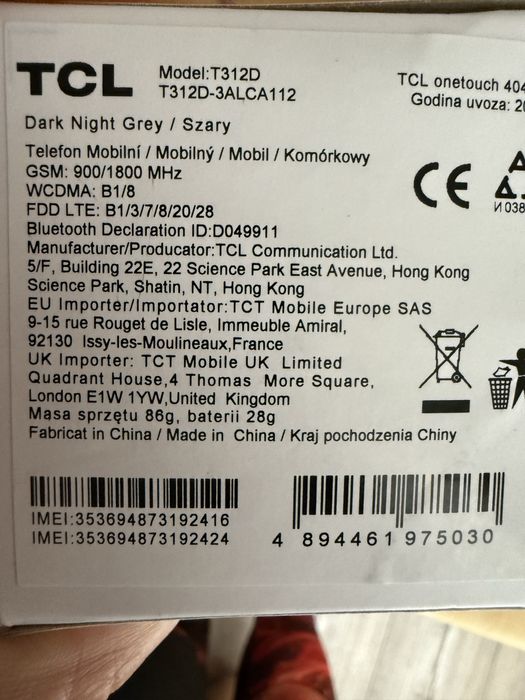 TCL
Model:T312D
T312D-3ALCA112
TCL onetouch 404
Godina uvoza: 20
Dark Night Grey / Szary
Telefon Mobilní / Mobilný / Mobil / Komórkowy
GSM: 900/1800 MHz
WCDMA: B1/8
FDD LTE: B1/3/7/8/20/28
Bluetooth Declaration ID:D049911
Manufacturer/Producator:TCL Communication Ltd.
5/F, Building 22E, 22 Science Park East Avenue, Hong Kong
Science Park, Shatin, NT, Hong Kong
EU Importer/Importator:TCT Mobile Europe SAS
9-15 rue Rouget de Lisle, Immeuble Amiral,
92130 Issy-les-Moulineaux,France
UK Importer: TCT Mobile UK Limited
Quadrant House,4 Thomas More Square,
London E1W 1YW,United Kingdom
Masa sprzętu 86g, baterii 28g
Fabricat in China / Made in China / Kraj pochodzenia Chiny
CE
И 038
IMEI:353694873192416
IMEI:353694873192424
4 894461 975030